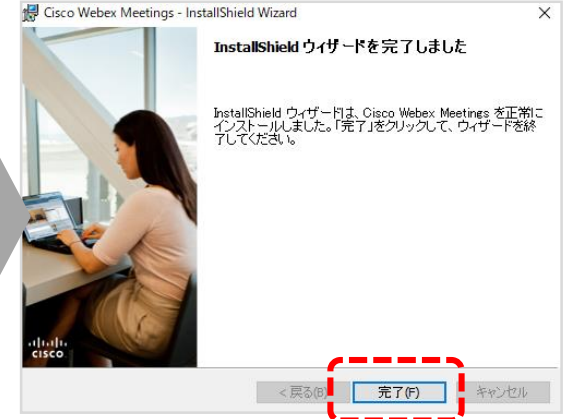 Cisco Webex Meetings - InstallShield Wizard
InstallShield ウィザードを完了しました
InstallShield ウィザードは、Cisco Webex Meetings を正常に
インストールしました。「完了」をクリックして、ウィザードを終
了してください。
CISCO
< 戻る(B)
完了(F)
キャンセル